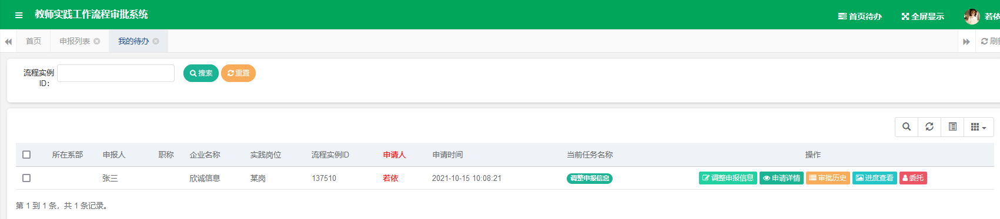 教师实践工作流程审批系统 首页待办 全屏显示 若依
首页 申报列表 我的待办 刷新
流程实例ID： 搜索 重置
所在系部 申报人 职称 企业名称 实践岗位 流程实例ID 申请人 申请时间 当前任务名称 操作
张三 欣诚信息 某岗 137510 若依 2021-10-15 10:08:21 调整申报信息 调整申报信息 申请详情 审批历史 进度查看 委托
第 1 到 1 条，共 1 条记录。